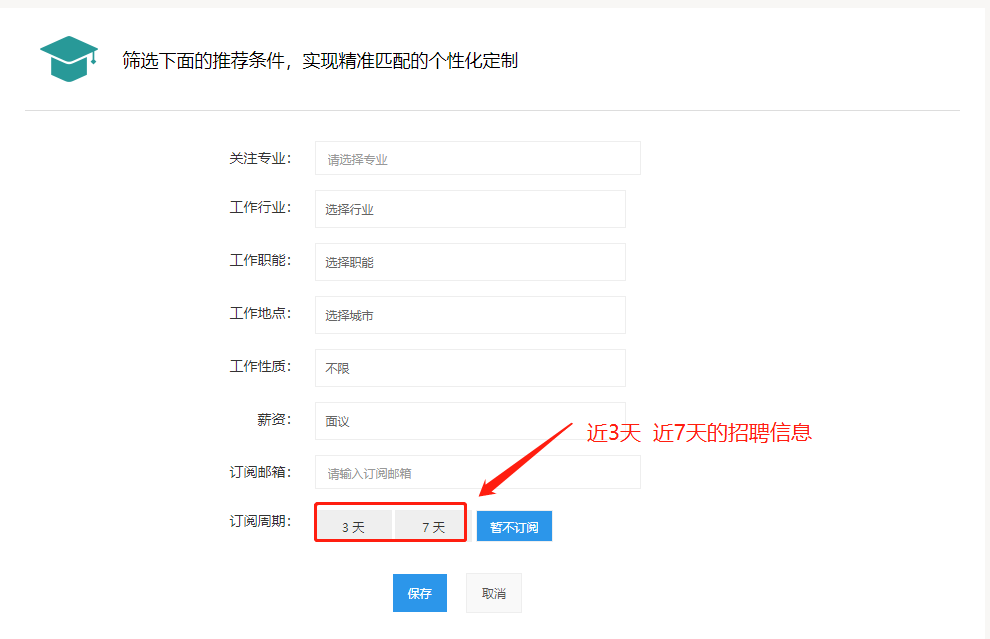 筛选下面的推荐条件，实现精准匹配的个性化定制
关注专业： 请选择专业
工作行业： 选择行业
工作职能： 选择职能
工作地点： 选择城市
工作性质： 不限
薪资： 面议
近3天 近7天的招聘信息
订阅邮箱： 请输入订阅邮箱
订阅周期： 3 天 7 天 暂不订阅
保存 取消